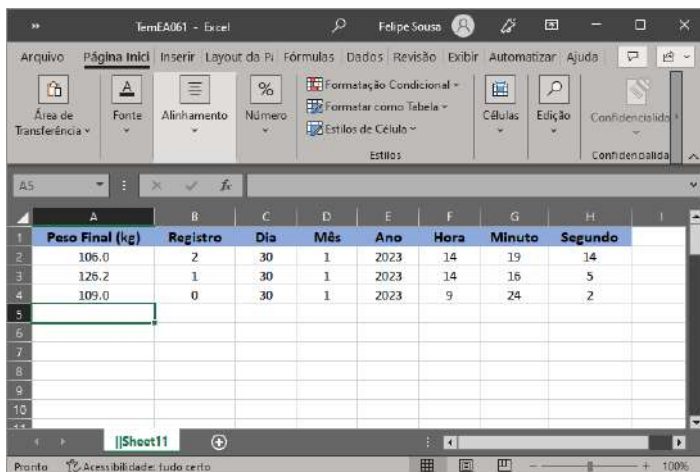 TemEA061 - Excel Felipe Sousa
Arquivo Página Inici Inserir Layout da Pi Fórmulas Dados Revisão Exibir Automatizar Ajuda
Área de Transferência
Fonte
Alinhamento
%
Número
Formatação Condicional
Formatar como Tabela
Estilos de Célula
Estilos
Células
Edição
Confidencialida
Confidencialida
A5 fx
A B C D E F G H I
1 Peso Final (kg) Registro Dia Mês Ano Hora Minuto Segundo
2 106.0 2 30 1 2023 14 19 14
3 126.2 1 30 1 2023 14 16 5
4 109.0 0 30 1 2023 9 24 2
5
6
7
8
9
10
||Sheet11
Pronto Acessibilidade: tudo certo 100%